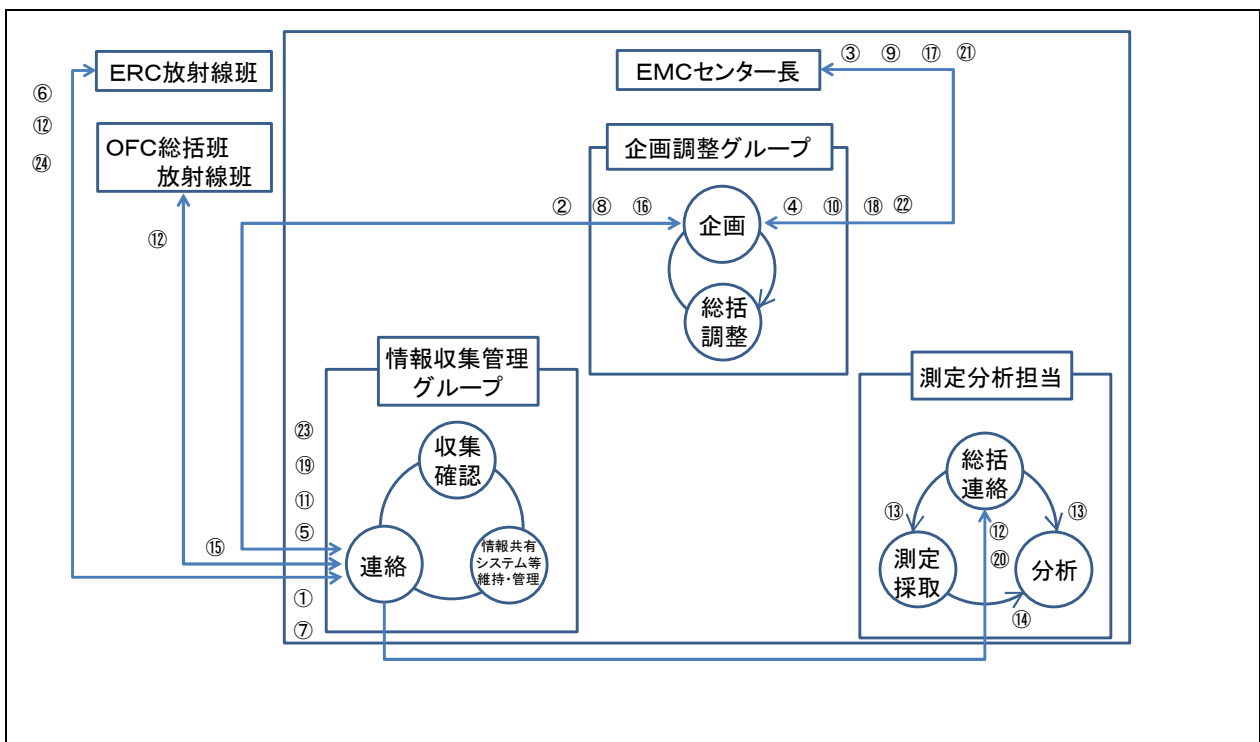 ERC放射線班
⑥
⑫
㉔
OFC総括班
放射線班
⑫
EMCセンター長
③ ⑨ ⑰ ㉑
企画調整グループ
② ⑧ ⑯
企画
④ ⑩ ⑱ ㉒
総括
調整
情報収集管理
グループ
㉓
⑲
⑪
⑤
⑮
①
⑦
収集
確認
連絡
情報共有
システム等
維持・管理
測定分析担当
総括
連絡
⑬
⑬
⑫
⑳
測定
採取
分析
⑭